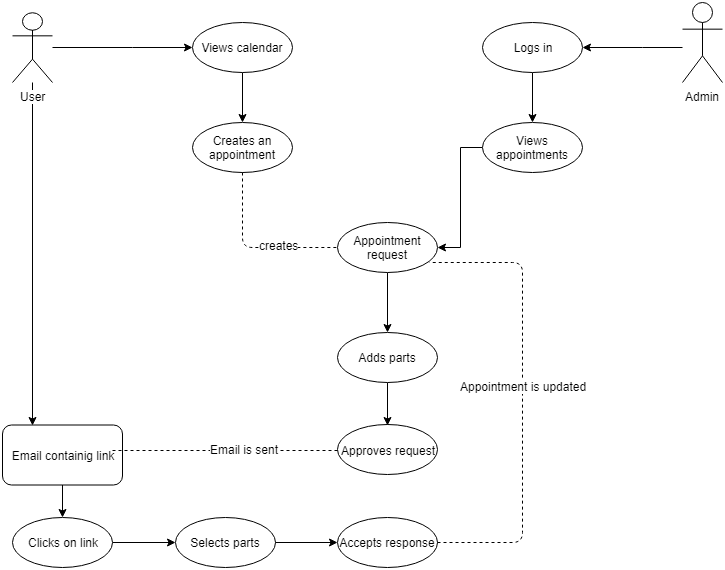 Views calendar
Logs in
User
Admin
Creates an
appointment
Views
appointments
creates
Appointment
request
Adds parts
Appointment is updated
Email containig link
Email is sent
Approves request
Clicks on link
Selects parts
Accepts response